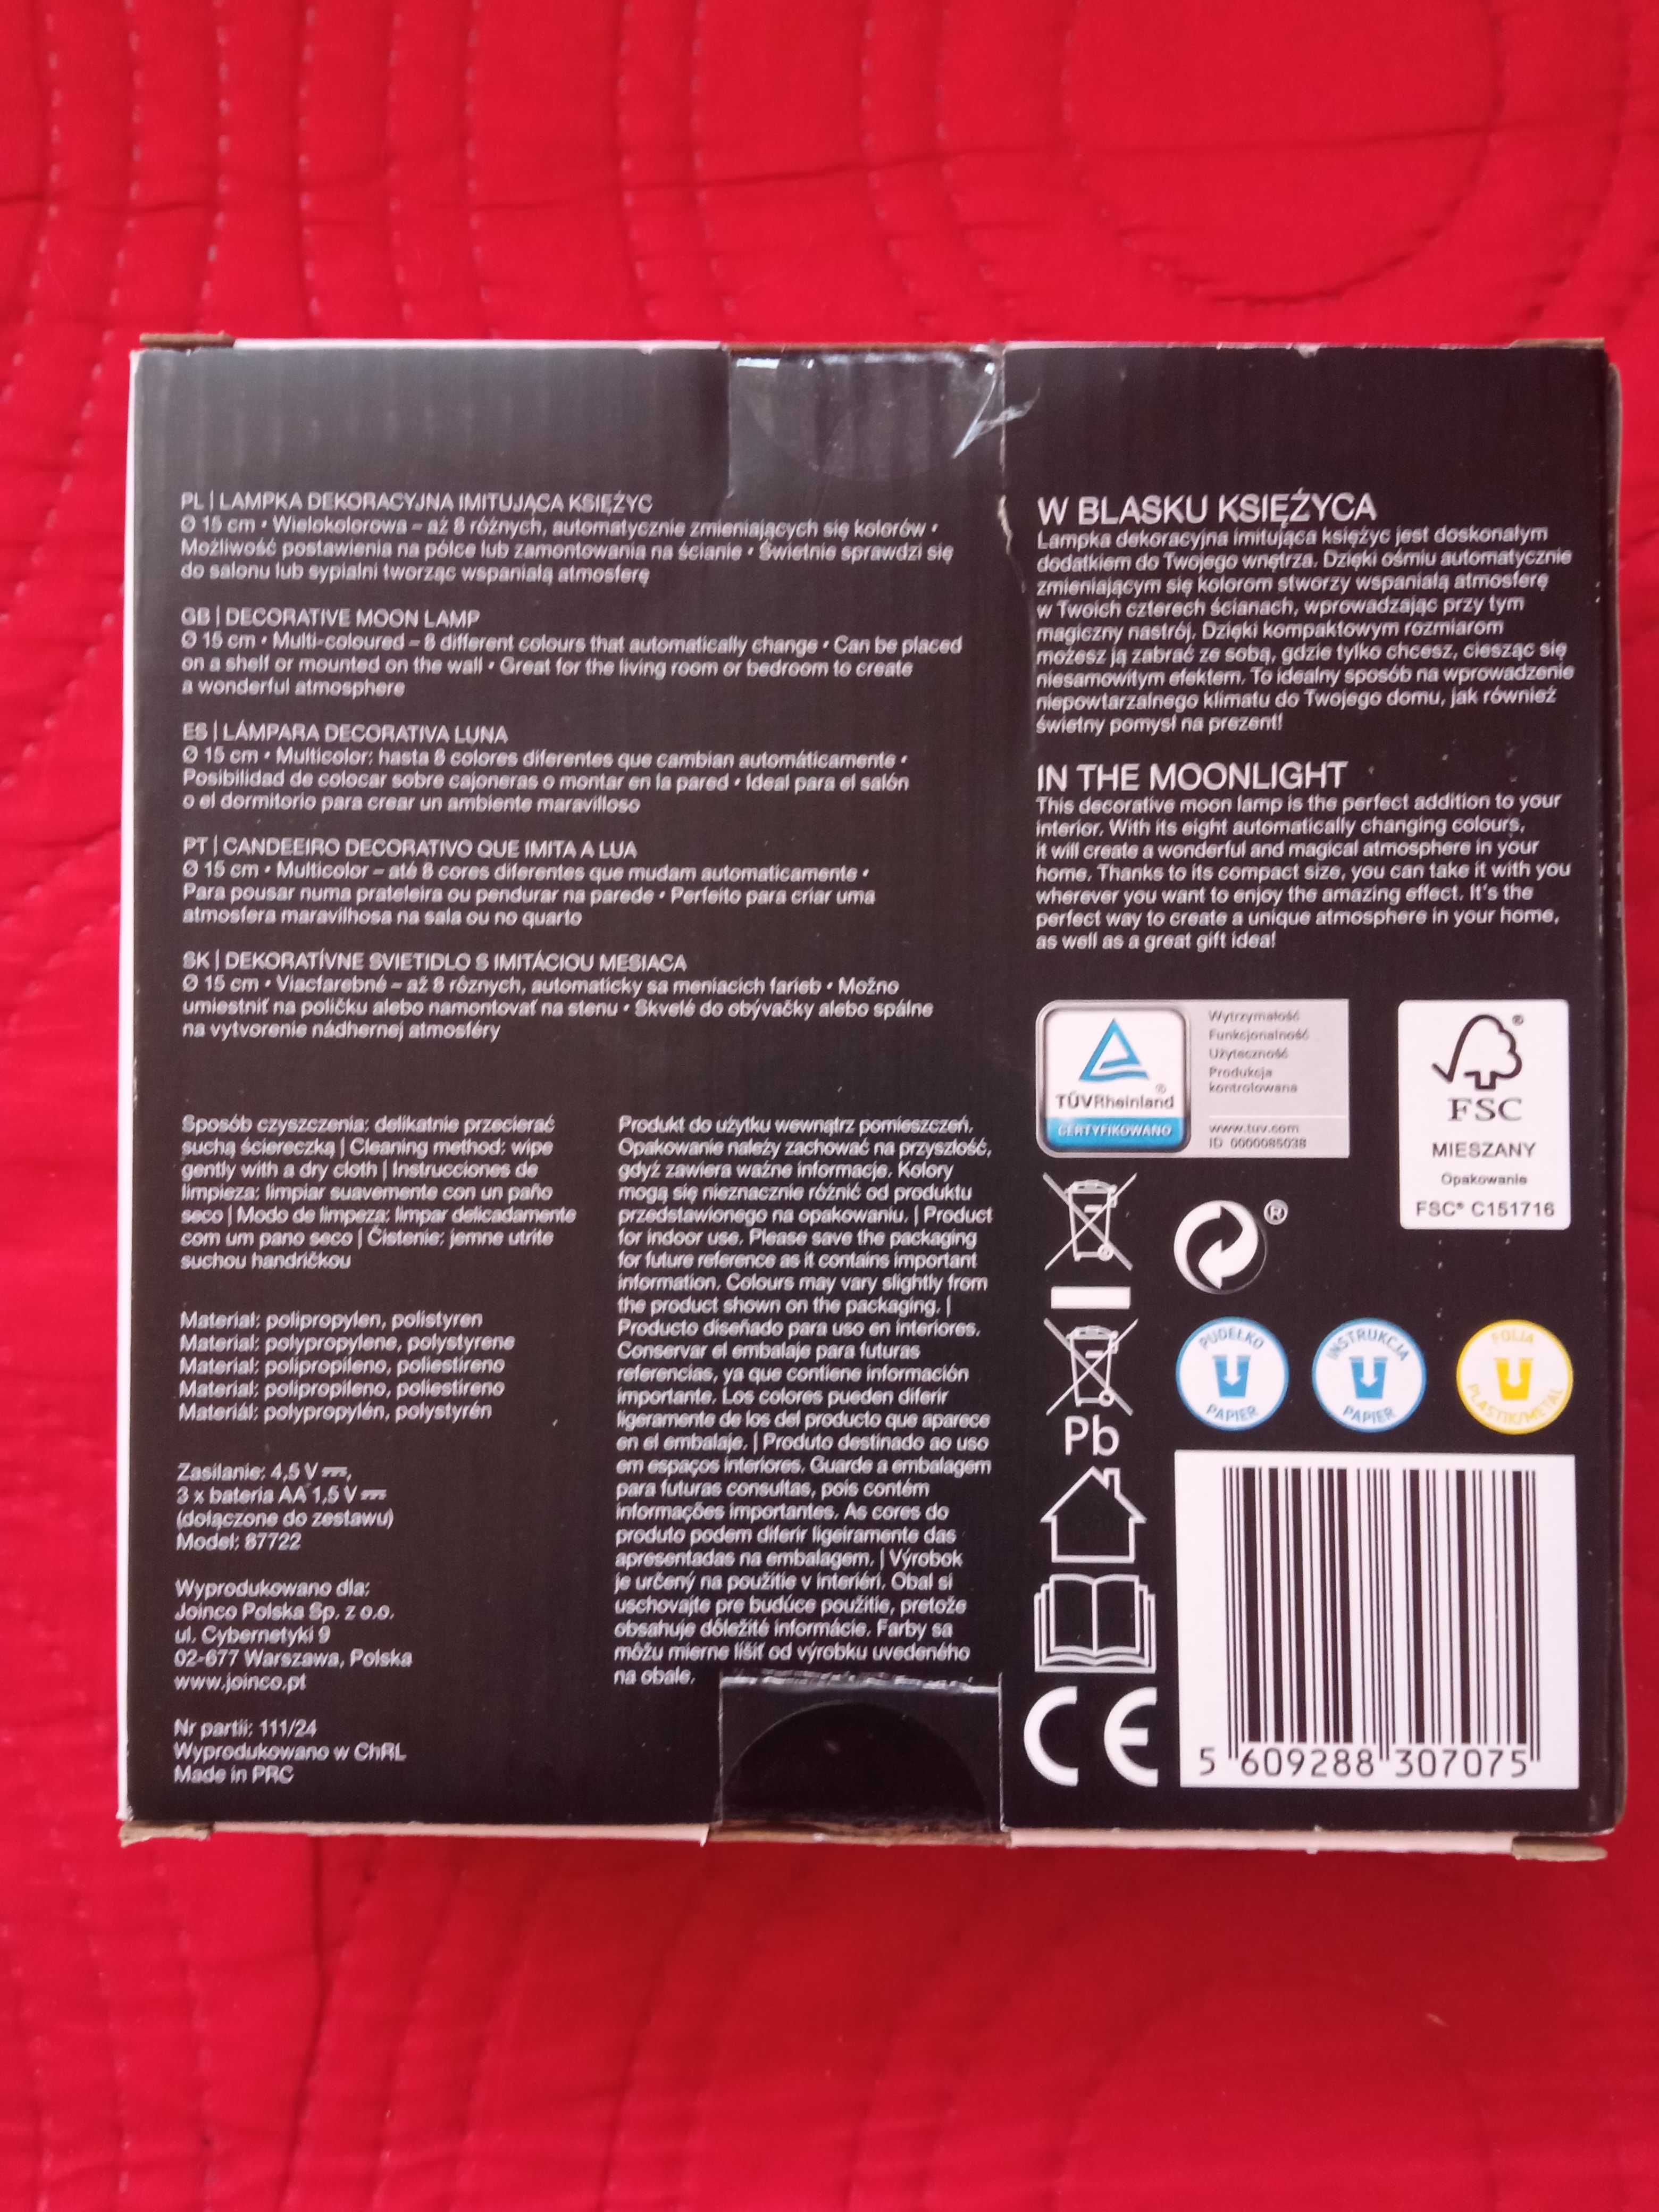 PL | LAMPKA DEKORACYJNA IMITUJĄCA KSIĘŻYC
Ø 15 cm • Wielokolorowa – aż 8 różnych, automatycznie zmieniających się kolorów •
Możliwość postawienia na półce lub zamontowania na ścianie • Świetnie sprawdzi się
do salonu lub sypialni tworząc wspaniałą atmosferę
GB | DECORATIVE MOON LAMP
Ø 15 cm • Multi-coloured – 8 different colours that automatically change • Can be placed
on a shelf or mounted on the wall • Great for the living room or bedroom to create
a wonderful atmosphere
ES | LÁMPARA DECORATIVA LUNA
Ø 15 cm • Multicolor: hasta 8 colores diferentes que cambian automáticamente •
Posibilidad de colocar sobre cajoneras o montar en la pared • Ideal para el salón
o el dormitorio para crear un ambiente maravilloso
PT | CANDEEIRO DECORATIVO QUE IMITA A LUA
Ø 15 cm • Multicolor – até 8 cores diferentes que mudam automaticamente •
Para pousar numa prateleira ou pendurar na parede • Perfeito para criar uma
atmosfera maravilhosa na sala ou no quarto
SK | DEKORATÍVNE SVIETIDLO S IMITÁCIOU MESIACA
Ø 15 cm • Viacfarebné – až 8 rôznych, automaticky sa meniacich farieb • Možno
umiestniť na poličku alebo namontovať na stenu • Skvelé do obývačky alebo spálne
na vytvorenie nádhernej atmosféry
Sposób czyszczenia: delikatnie przecierać
suchą ściereczką | Cleaning method: wipe
gently with a dry cloth | Instrucciones de
limpieza: limpiar suavemente con un paño
seco | Modo de limpeza: limpar delicadamente
com um pano seco | Čistenie: jemne utrite
suchou handričkou
Materiał: polipropylen, polistyren
Material: polypropylene, polystyrene
Material: polipropileno, poliestireno
Material: polipropileno, poliestireno
Materiál: polypropylén, polystyrén
Zasilanie: 4,5 V ⎓,
3 x bateria AA 1,5 V ⎓
(dołączone do zestawu)
Model: 87722
Wyprodukowano dla:
Joinco Polska Sp. z o.o.
ul. Cybernetyki 9
02-677 Warszawa, Polska
www.joinco.pt
Nr partii: 111/24
Wyprodukowano w ChRL
Made in PRC
Produkt do użytku wewnątrz pomieszczeń.
Opakowanie należy zachować na przyszłość,
gdyż zawiera ważne informacje. Kolory
mogą się nieznacznie różnić od produktu
przedstawionego na opakowaniu. | Product
for indoor use. Please save the packaging
for future reference as it contains important
information. Colours may vary slightly from
the product shown on the packaging. |
Producto diseñado para uso en interiores.
Conservar el embalaje para futuras
referencias, ya que contiene información
importante. Los colores pueden diferir
ligeramente de los del producto que aparece
en el embalaje. | Produto destinado ao uso
em espaços interiores. Guarde a embalagem
para futuras consultas, pois contém
informações importantes. As cores do
produto podem diferir ligeiramente das
apresentadas na embalagem. | Výrobok
je určený na použitie v interiéri. Obal si
uschovajte pre budúce použitie, pretože
obsahuje dôležité informácie. Farby sa
môžu mierne líšiť od výrobku uvedeného
na obale.
W BLASKU KSIĘŻYCA
Lampka dekoracyjna imitująca księżyc jest doskonałym
dodatkiem do Twojego wnętrza. Dzięki ośmiu automatycznie
zmieniającym się kolorom stworzy wspaniałą atmosferę
w Twoich czterech ścianach, wprowadzając przy tym
magiczny nastrój. Dzięki kompaktowym rozmiarom
możesz ją zabrać ze sobą, gdzie tylko chcesz, ciesząc się
niesamowitym efektem. To idealny sposób na wprowadzenie
niepowtarzalnego klimatu do Twojego domu, jak również
świetny pomysł na prezent!
IN THE MOONLIGHT
This decorative moon lamp is the perfect addition to your
interior. With its eight automatically changing colours,
it will create a wonderful and magical atmosphere in your
home. Thanks to its compact size, you can take it with you
wherever you want to enjoy the amazing effect. It's the
perfect way to create a unique atmosphere in your home,
as well as a great gift idea!
TÜVRheinland ®
CERTYFIKOWANO
Wytrzymałość
Funkcjonalność
Użyteczność
Produkcja
kontrolowana
www.tuv.com
ID 0000085038
®
FSC
MIESZANY
Opakowanie
FSC® C151716
®
PUDEŁKO
PAPIER
INSTRUKCJA
PAPIER
FOLIA
PLASTIK/METAL
Pb
CE
5 609288 307075